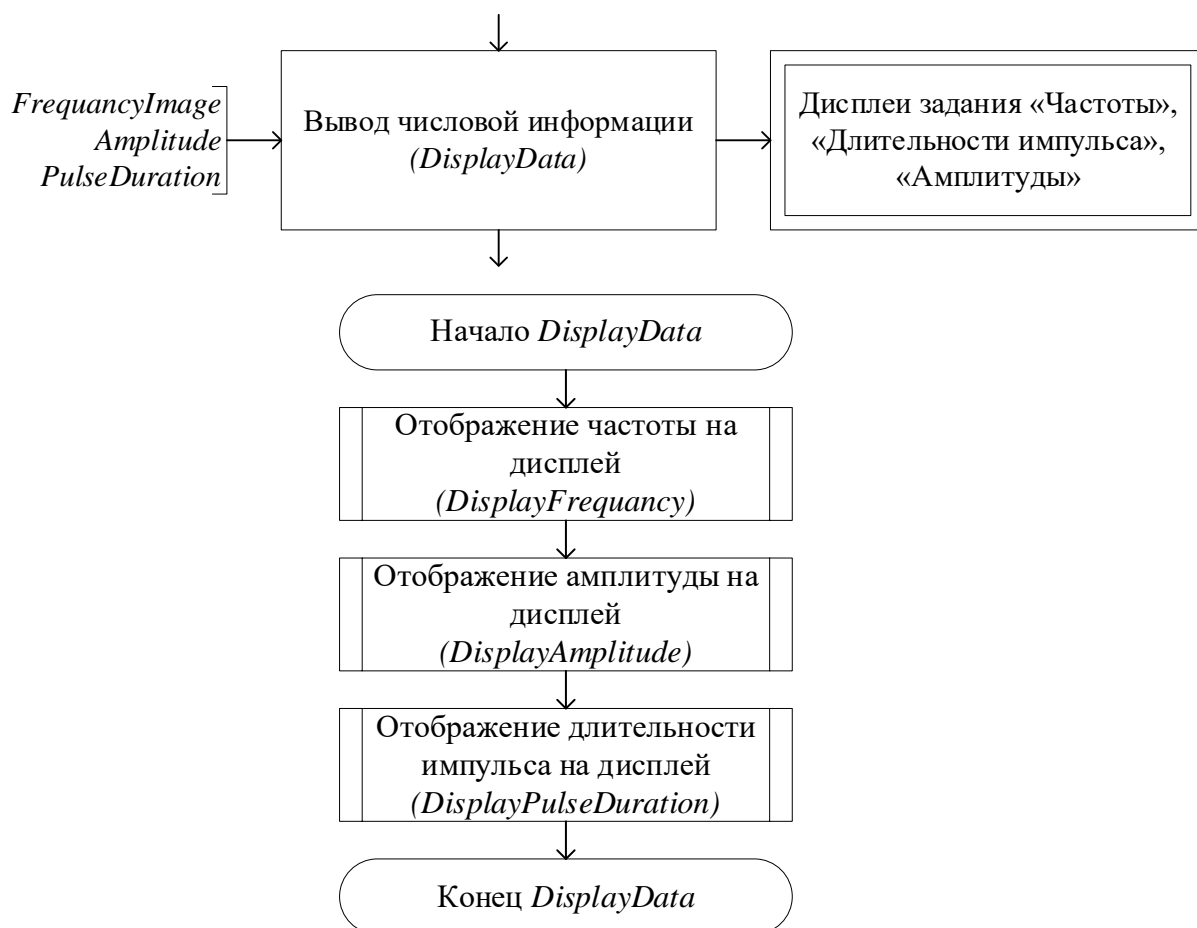 FrequancyImage
Amplitude
PulseDuration
Вывод числовой информации
(DisplayData)
Дисплеи задания «Частоты»,
«Длительности импульса»,
«Амплитуды»
Начало DisplayData
Отображение частоты на
дисплей
(DisplayFrequancy)
Отображение амплитуды на
дисплей
(DisplayAmplitude)
Отображение длительности
импульса на дисплей
(DisplayPulseDuration)
Конец DisplayData